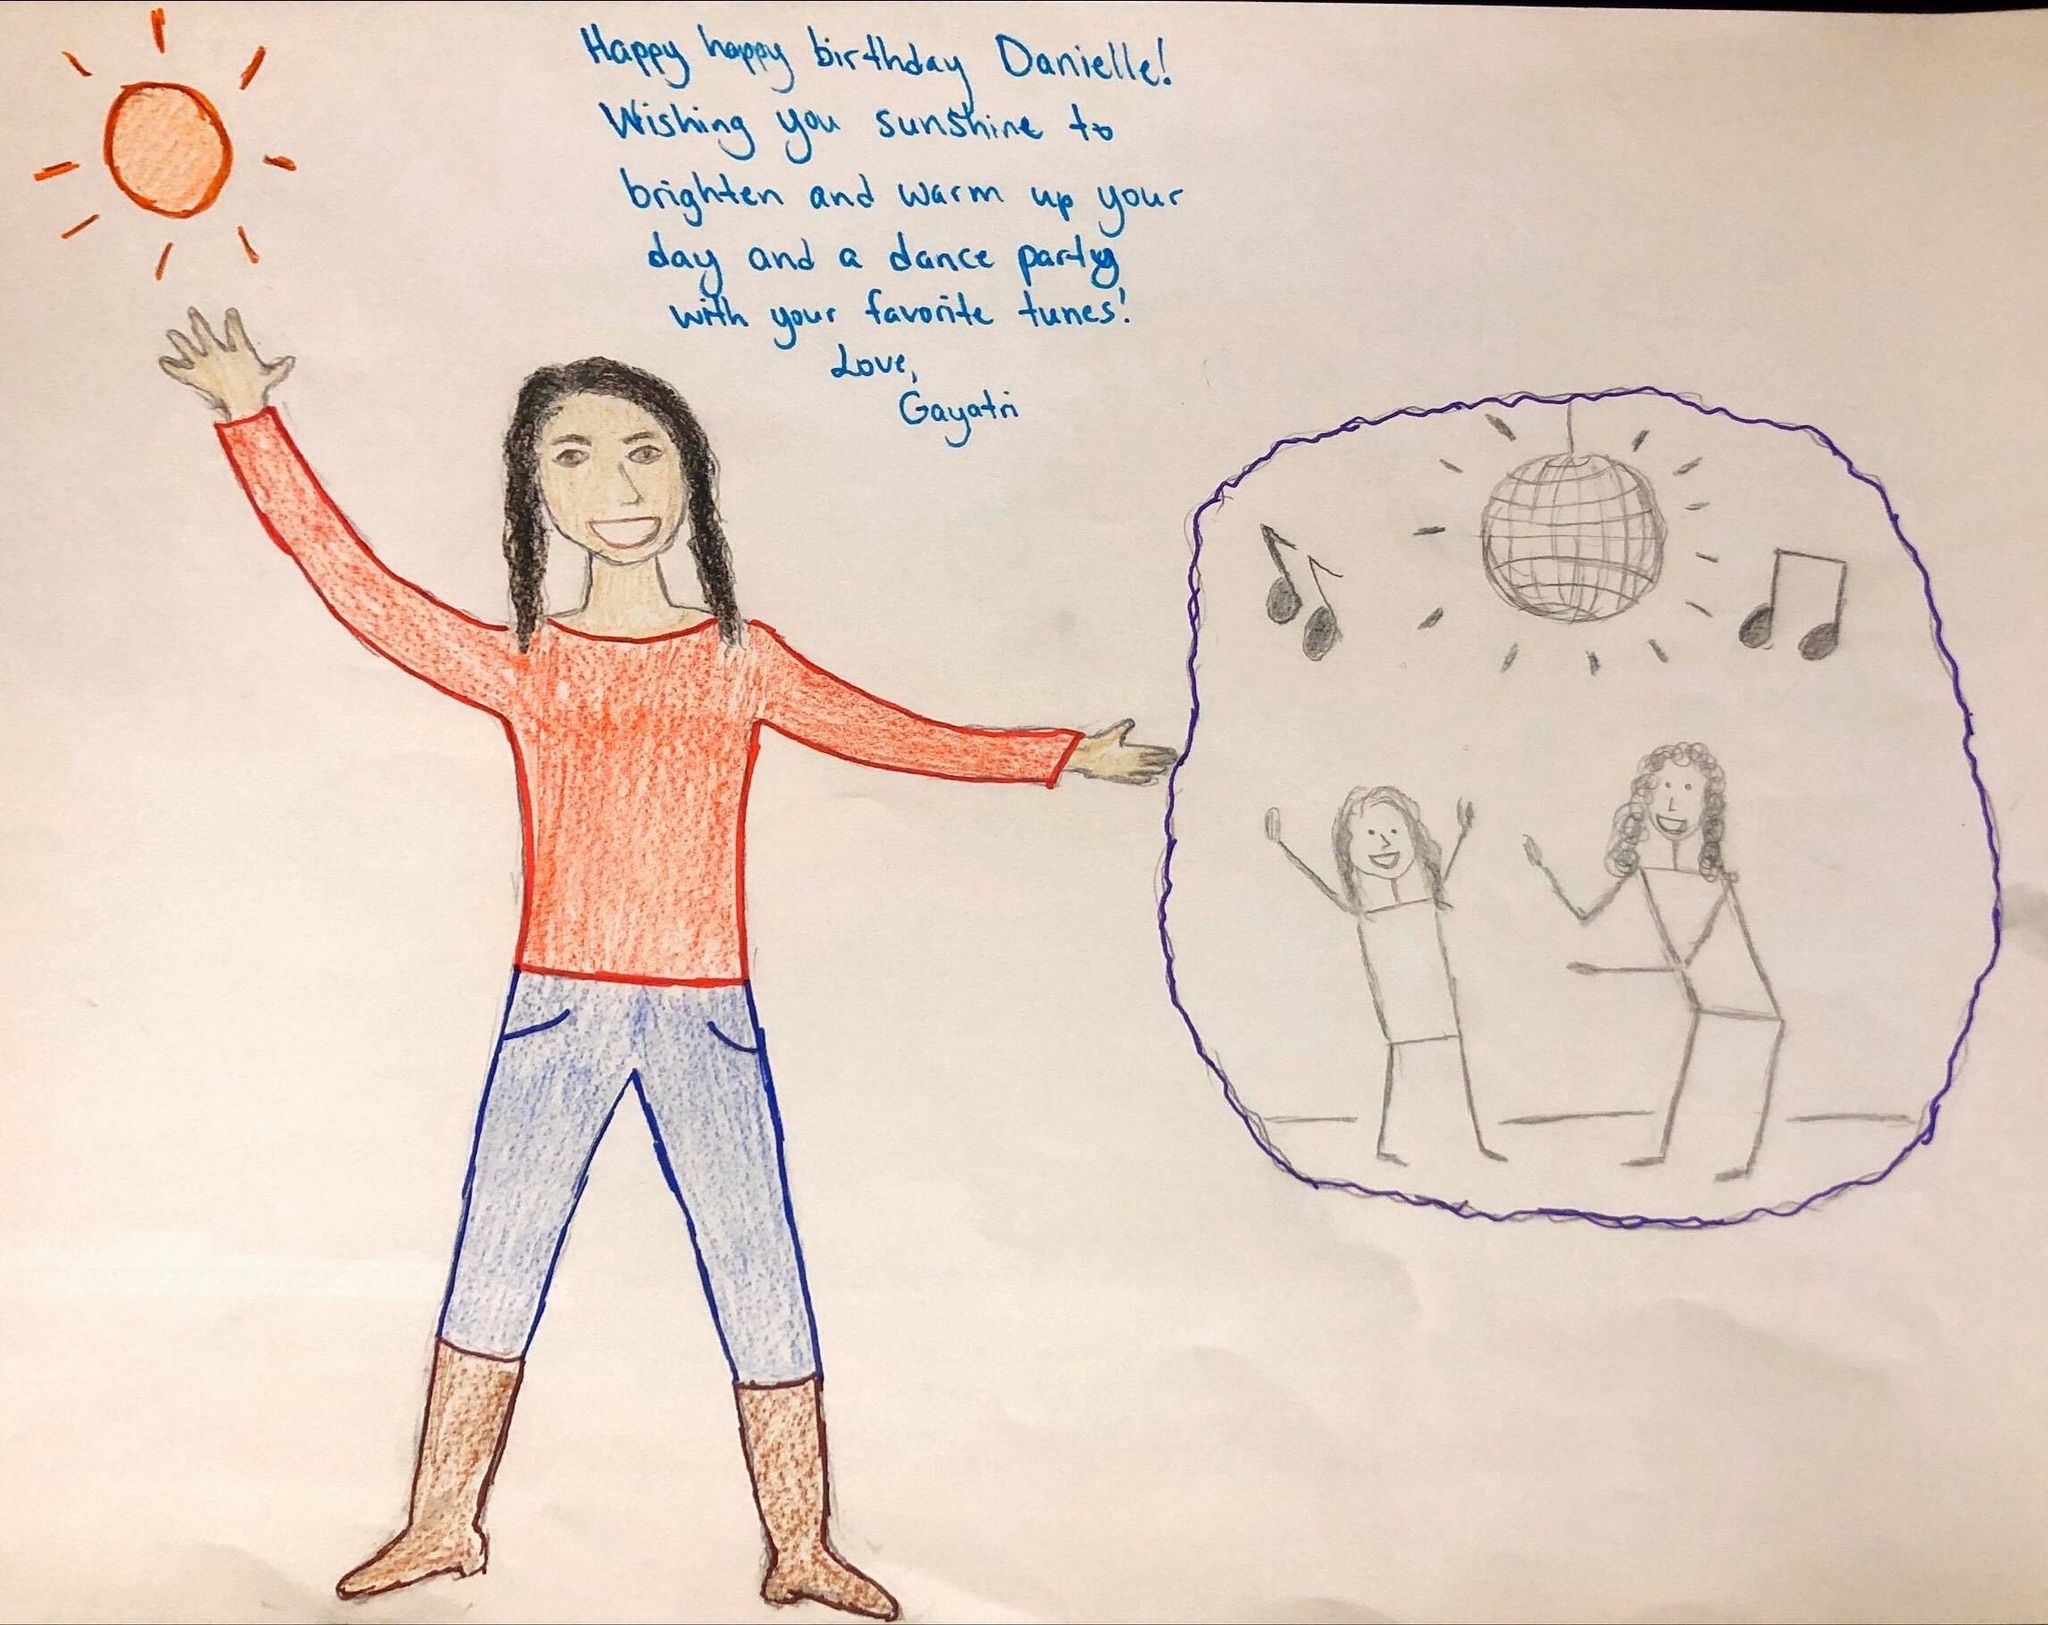 Happy happy birthday Danielle!
Wishing you sunshine to
brighten and warm up your
day and a dance party
with your favorite tunes!
Love,
Gayatri